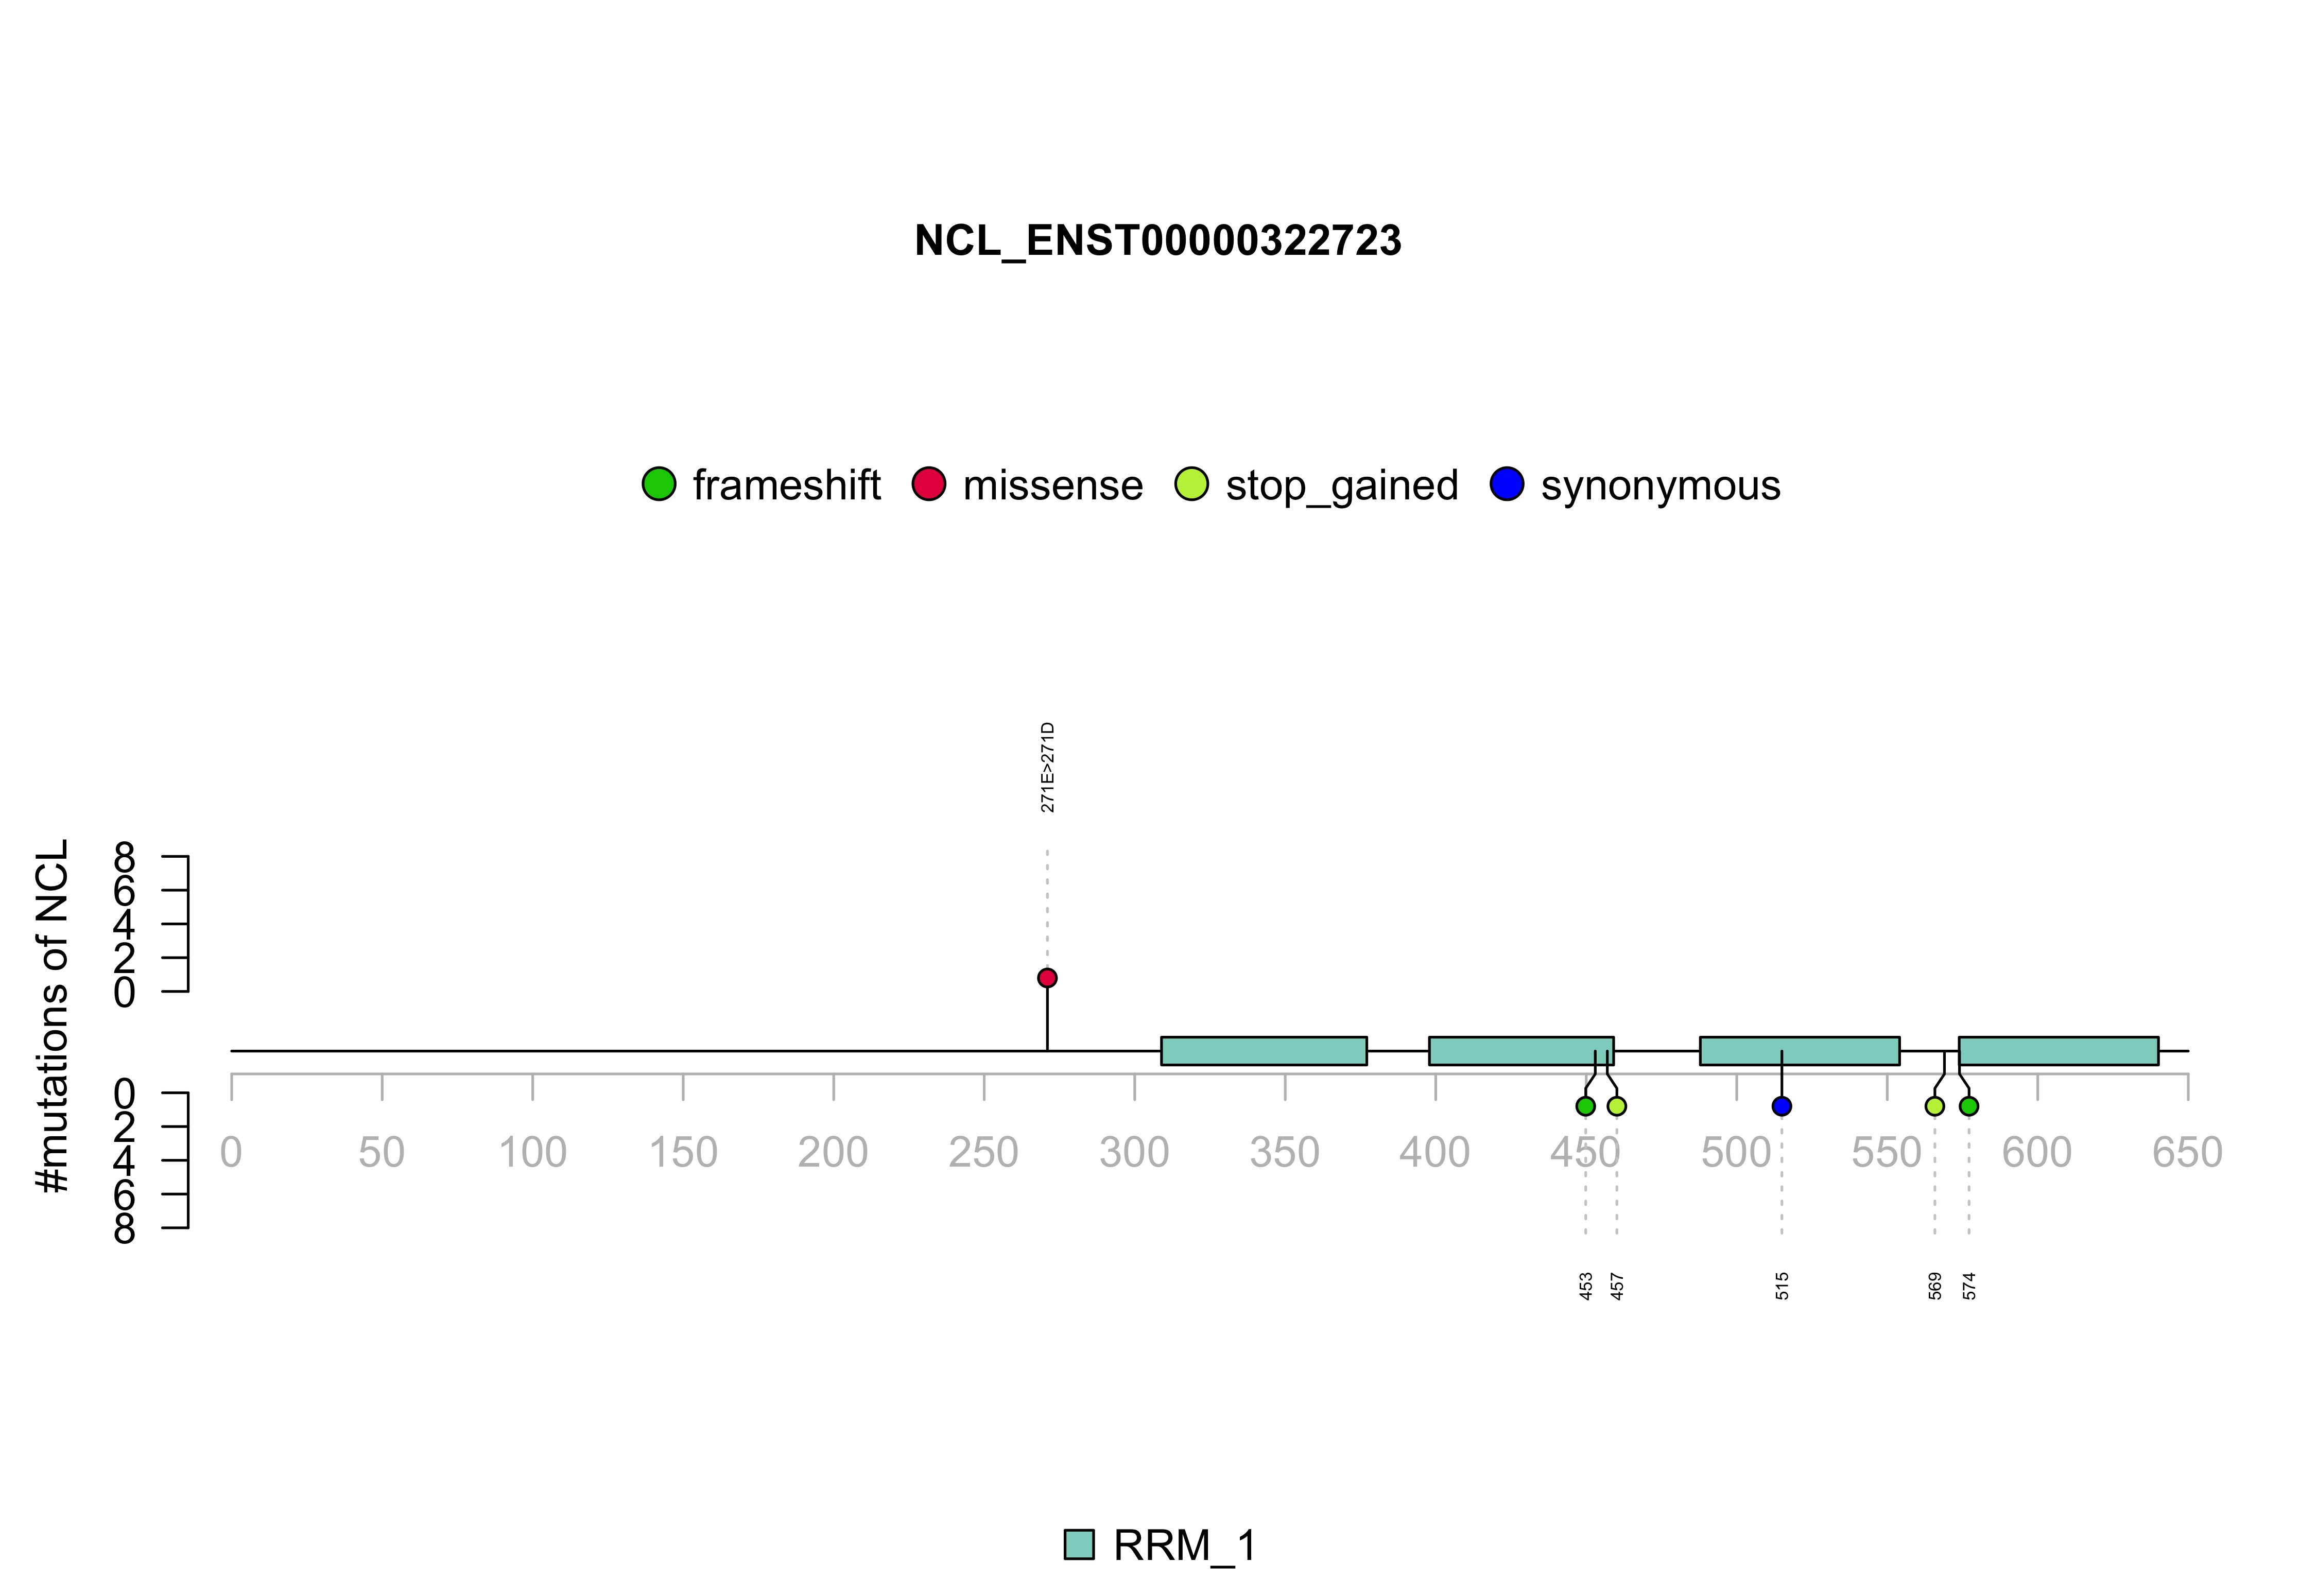 NCL_ENST00000322723
frameshift missense stop_gained synonymous
271E>271D
#mutations of NCL
8
6
4
2
0
0
2
4
6
8
0 50 100 150 200 250 300 350 400 450 500 550 600 650
453 457 515 569 574
RRM_1